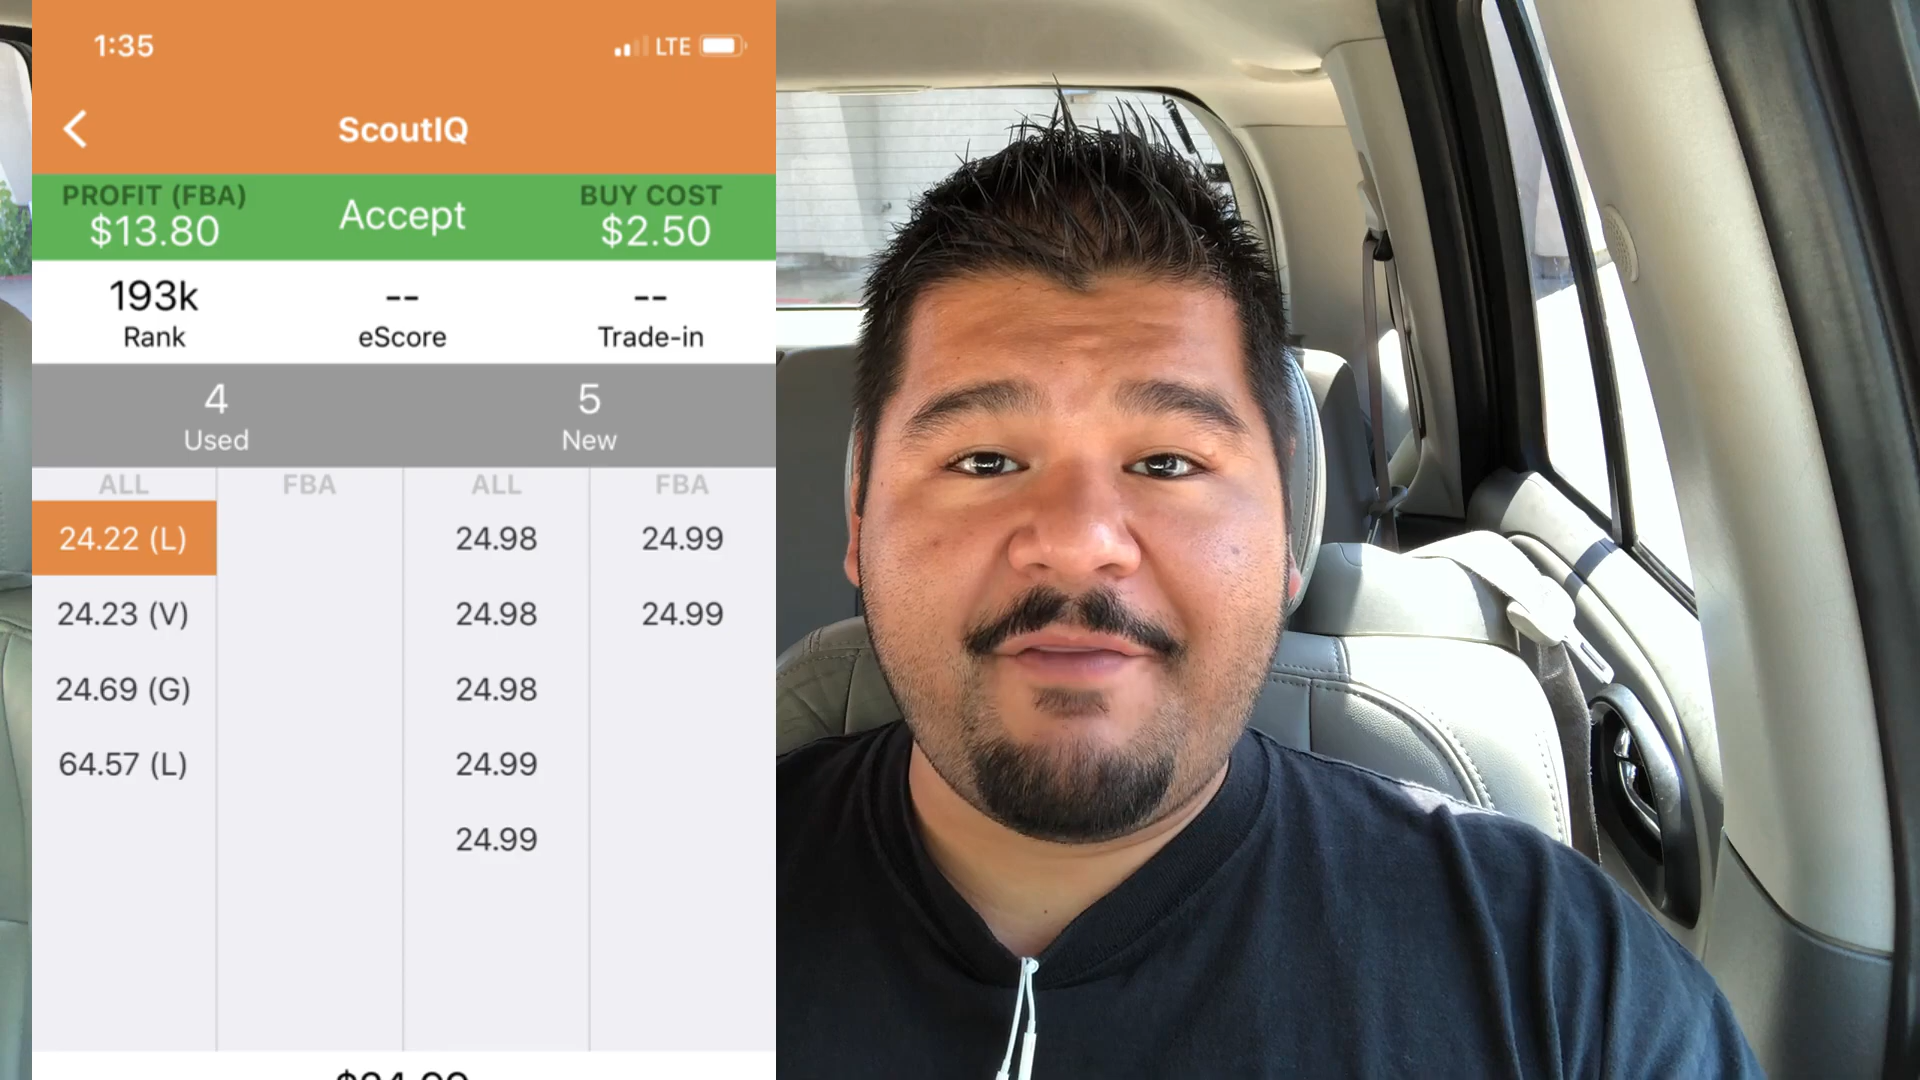 1:35 LTE
ScoutIQ
PROFIT (FBA) Accept BUY COST
$13.80 $2.50
193k -- --
Rank eScore Trade-in
4 5
Used New
ALL FBA ALL FBA
24.22 (L) 24.98 24.99
24.23 (V) 24.98 24.99
24.69 (G) 24.98
64.57 (L) 24.99
24.99